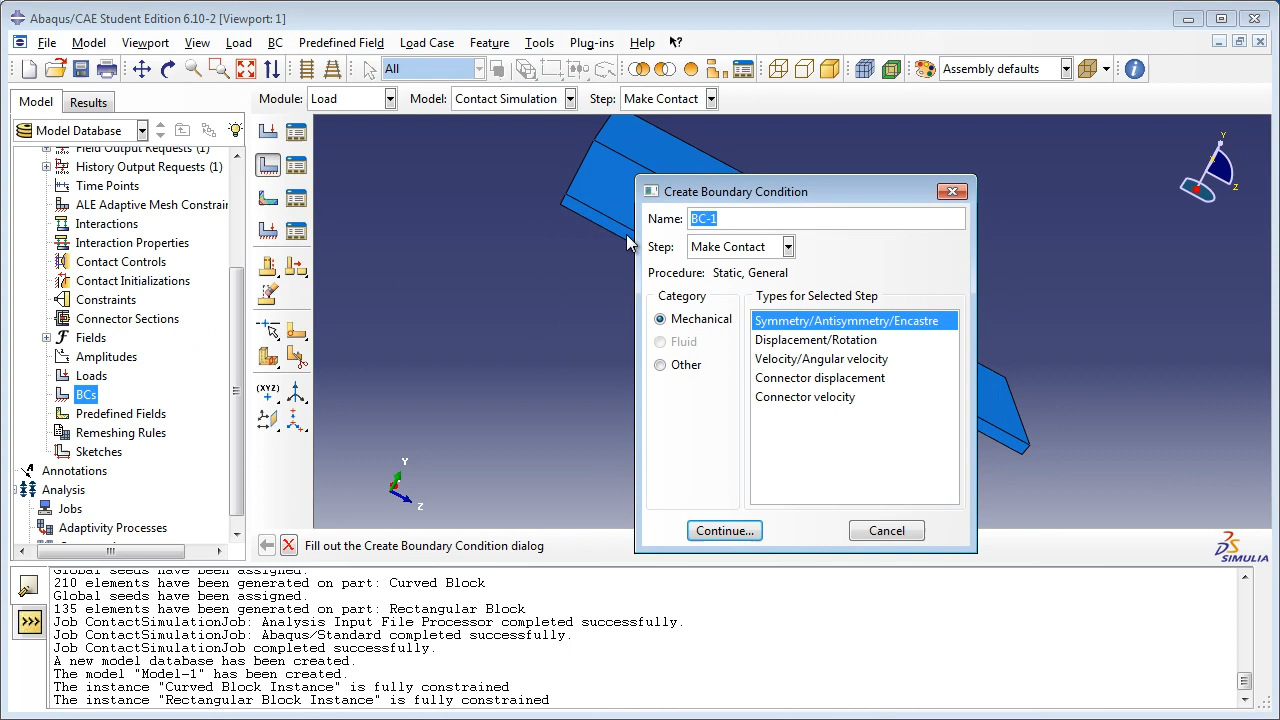 Abaqus/CAE Student Edition 6.10-2 [Viewport: 1]
File Model Viewport View Load BC Predefined Field Load Case Feature Tools Plug-ins Help
All
Assembly defaults
Model Results
Module: Load Model: Contact Simulation Step: Make Contact
Model Database
Field Output Requests (1)
History Output Requests (1)
Time Points
ALE Adaptive Mesh Constrain
Interactions
Interaction Properties
Contact Controls
Contact Initializations
Constraints
Connector Sections
Fields
Amplitudes
Loads
BCs
Predefined Fields
Remeshing Rules
Sketches
Annotations
Analysis
Jobs
Adaptivity Processes
(XYZ)
Y
X
Z
Create Boundary Condition
Name: BC-1
Step: Make Contact
Procedure: Static, General
Category
Mechanical
Fluid
Other
Types for Selected Step
Symmetry/Antisymmetry/Encastre
Displacement/Rotation
Velocity/Angular velocity
Connector displacement
Connector velocity
Continue... Cancel
Y
Z
Fill out the Create Boundary Condition dialog
SIMULIA
Global seeds have been assigned.
210 elements have been generated on part: Curved Block
Global seeds have been assigned.
135 elements have been generated on part: Rectangular Block
Job ContactSimulationJob: Analysis Input File Processor completed successfully.
Job ContactSimulationJob: Abaqus/Standard completed successfully.
Job ContactSimulationJob completed successfully.
A new model database has been created.
The model "Model-1" has been created.
The instance "Curved Block Instance" is fully constrained
The instance "Rectangular Block Instance" is fully constrained
>>>